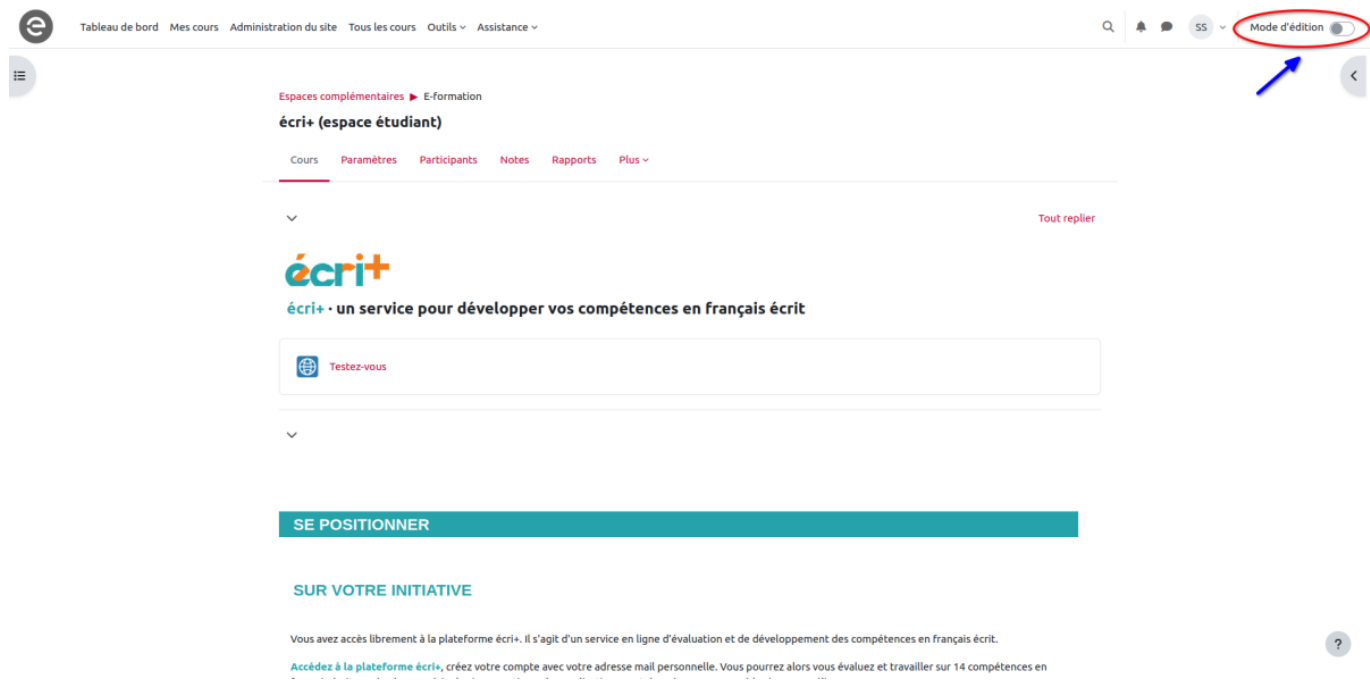 e Tableau de bord Mes cours Administration du site Tous les cours Outils Assistance SS Mode d'édition
Espaces complémentaires ▶ E-formation
écri+ (espace étudiant)
Cours Paramètres Participants Notes Rapports Plus
Tout replier
écri+
écri+ · un service pour développer vos compétences en français écrit
Testez-vous
SE POSITIONNER
SUR VOTRE INITIATIVE
Vous avez accès librement à la plateforme écri+. Il s'agit d'un service en ligne d'évaluation et de développement des compétences en français écrit.
?
Accédez à la plateforme écri+, créez votre compte avec votre adresse mail personnelle. Vous pourrez alors vous évaluez et travailler sur 14 compétences en